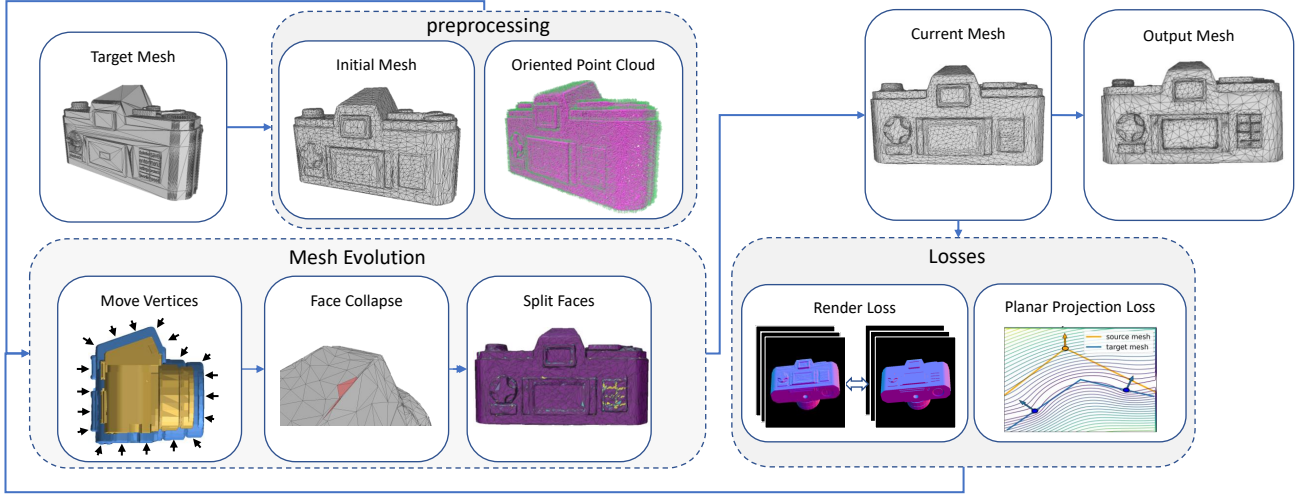 preprocessing
Target Mesh
Initial Mesh
Oriented Point Cloud
Current Mesh
Output Mesh
Mesh Evolution
Move Vertices
Face Collapse
Split Faces
Losses
Render Loss
Planar Projection Loss
source mesh
target mesh